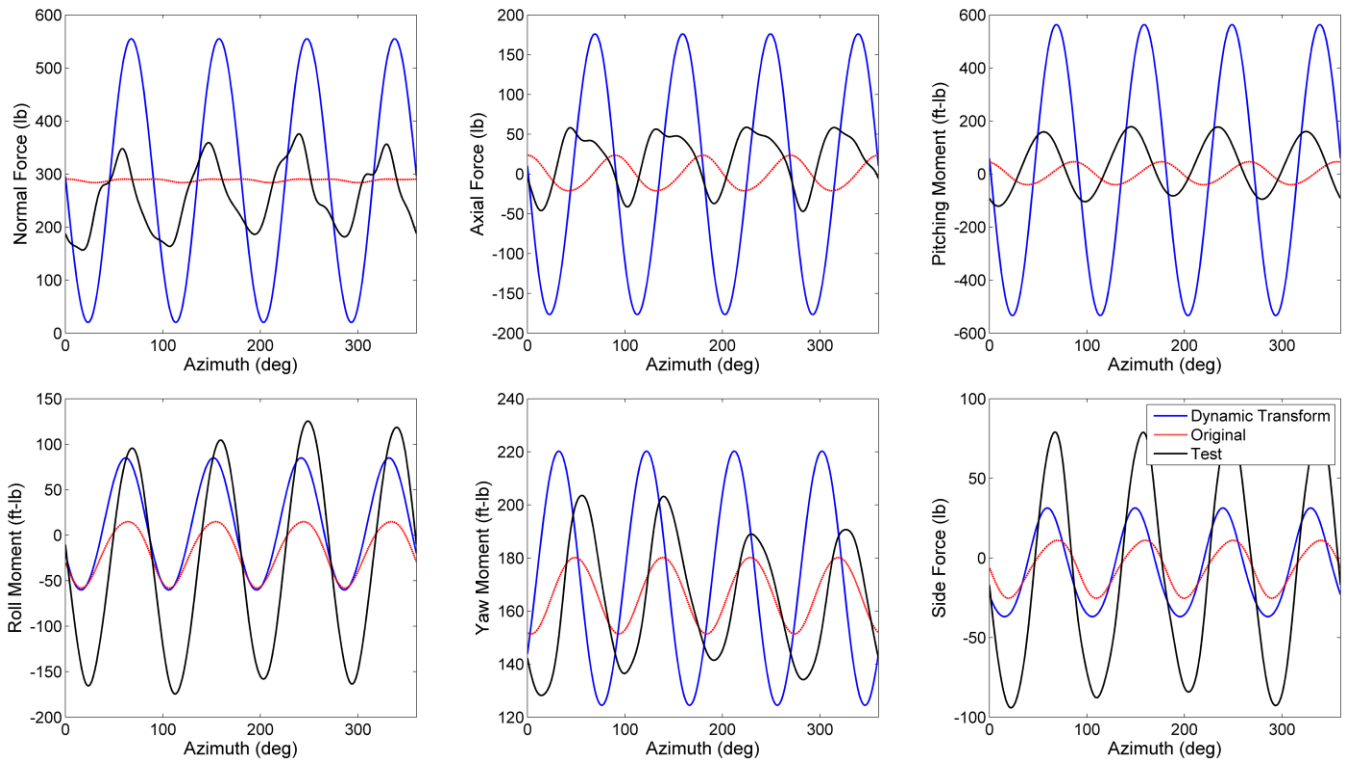 600
500
400
300
200
100
0
Normal Force (lb)
0 100 200 300
Azimuth (deg)
200
150
100
50
0
-50
-100
-150
-200
Axial Force (lb)
0 100 200 300
Azimuth (deg)
600
400
200
0
-200
-400
-600
Pitching Moment (ft-lb)
0 100 200 300
Azimuth (deg)
150
100
50
0
-50
-100
-150
-200
Roll Moment (ft-lb)
0 100 200 300
Azimuth (deg)
240
220
200
180
160
140
120
Yaw Moment (ft-lb)
0 100 200 300
Azimuth (deg)
100
50
0
-50
-100
Side Force (lb)
Dynamic Transform
Original
Test
0 100 200 300
Azimuth (deg)